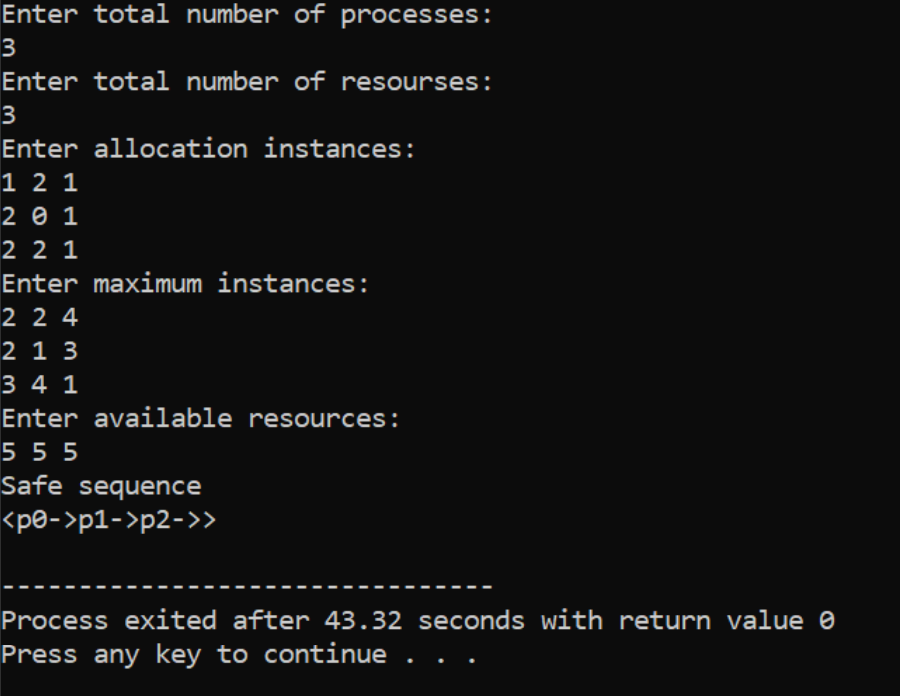 Enter total number of processes:
3
Enter total number of resourses:
3
Enter allocation instances:
1 2 1
2 0 1
2 2 1
Enter maximum instances:
2 2 4
2 1 3
3 4 1
Enter available resources:
5 5 5
Safe sequence
<p0->p1->p2->>
--------------------------------
Process exited after 43.32 seconds with return value 0
Press any key to continue . . .